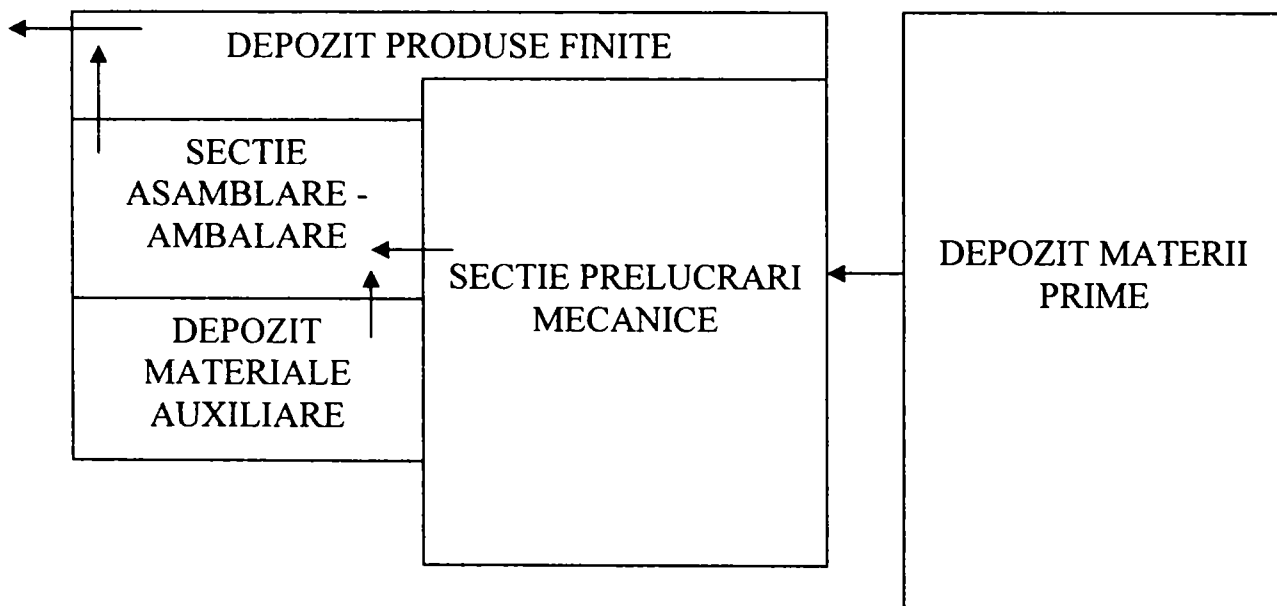 DEPOZIT PRODUSE FINITE
SECTIE
ASAMBLARE -
AMBALARE
DEPOZIT
MATERIALE
AUXILIARE
SECTIE PRELUCRARI
MECANICE
DEPOZIT MATERII
PRIME